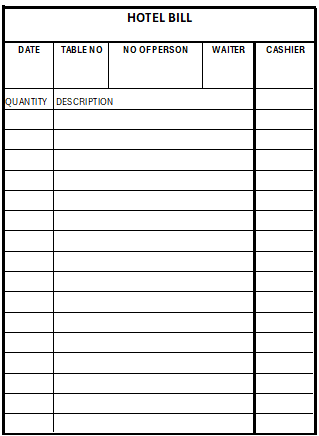 HOTEL BILL
DATE TABLE NO NO OF PERSON WAITER CASHIER
QUANTITY DESCRIPTION